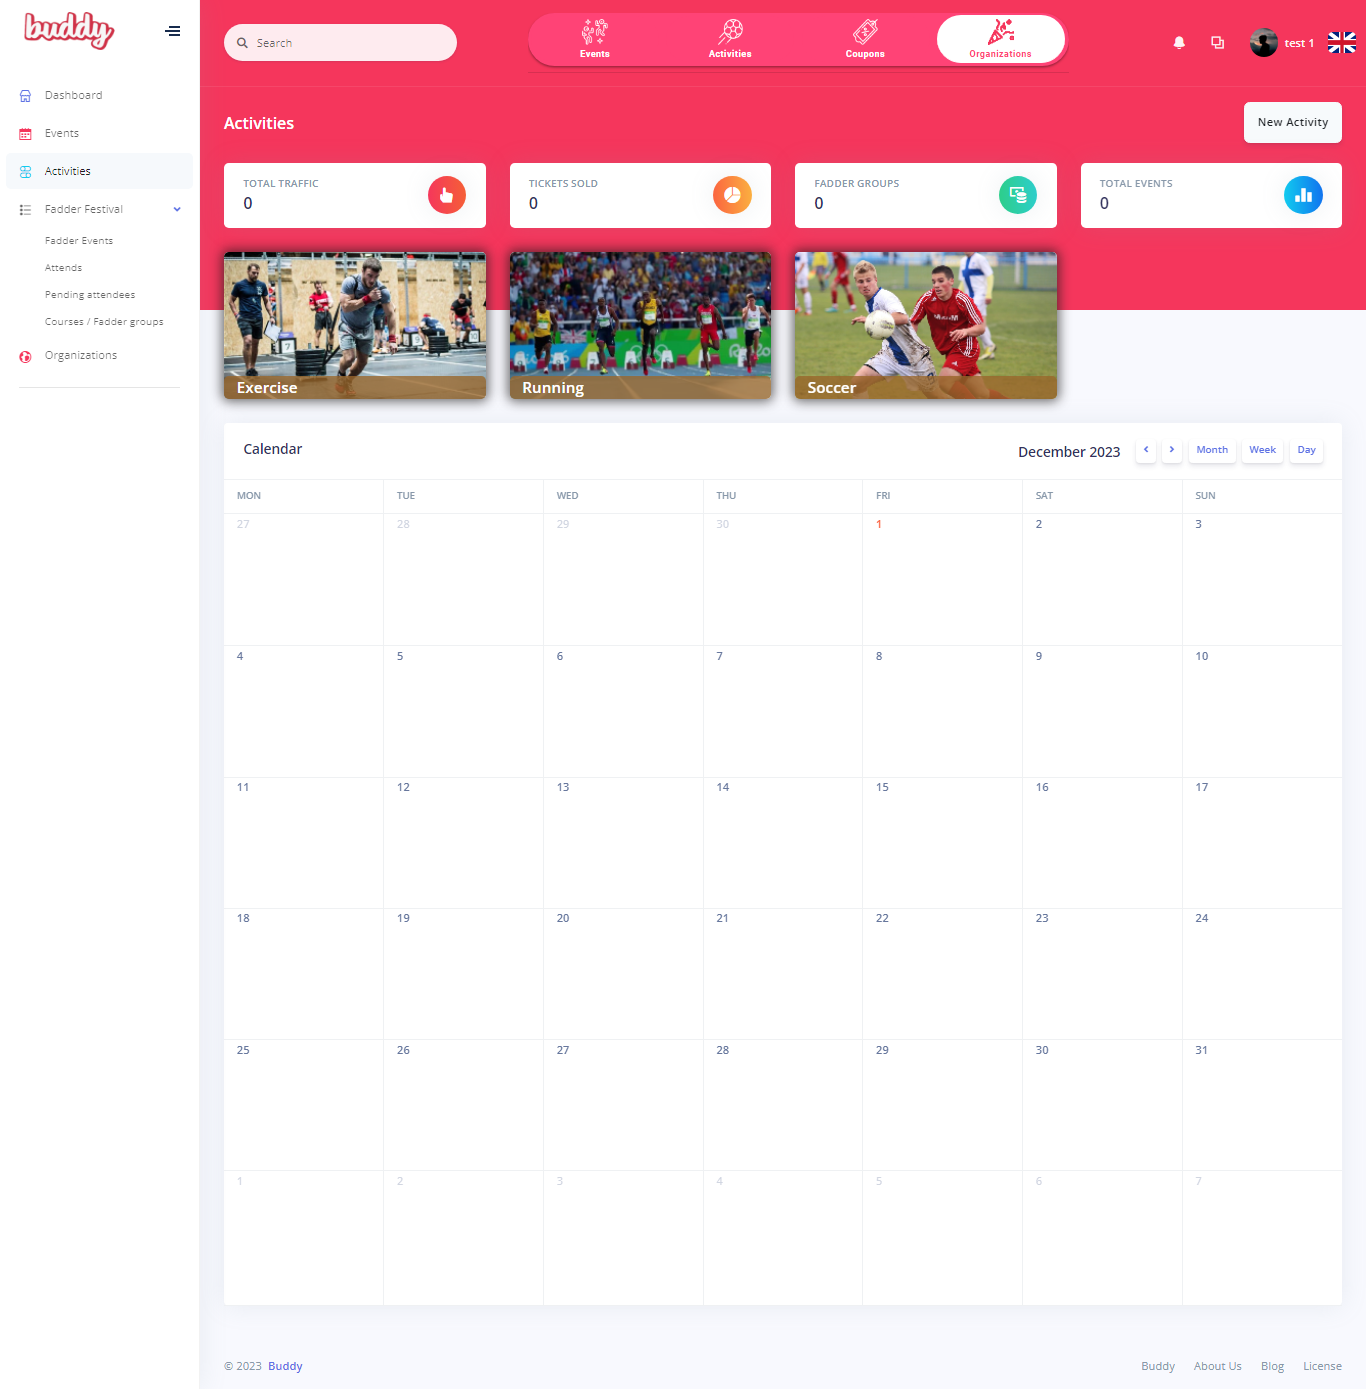 buddy
Search
Events
Activities
Coupons
Organizations
test 1
Dashboard
Events
Activities
Fadder Festival
Fadder Events
Attends
Pending attendees
Courses / Fadder groups
Organizations
Activities
New Activity
TOTAL TRAFFIC
0
TICKETS SOLD
0
FADDER GROUPS
0
TOTAL EVENTS
0
Exercise
Running
Soccer
Calendar
December 2023
Month
Week
Day
MON TUE WED THU FRI SAT SUN
27 28 29 30 1 2 3
4 5 6 7 8 9 10
11 12 13 14 15 16 17
18 19 20 21 22 23 24
25 26 27 28 29 30 31
1 2 3 4 5 6 7
© 2023 Buddy
Buddy About Us Blog License